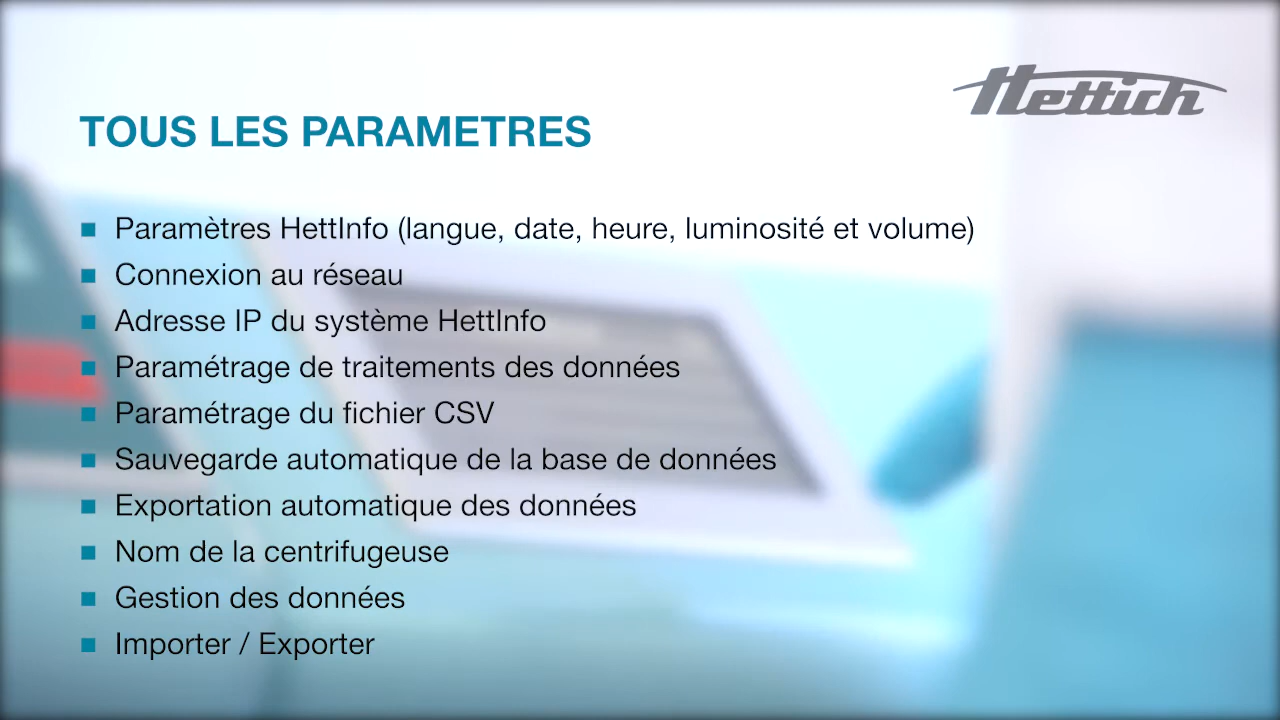 Hettich
TOUS LES PARAMETRES
■ Paramètres HettInfo (langue, date, heure, luminosité et volume)
■ Connexion au réseau
■ Adresse IP du système HettInfo
■ Paramétrage de traitements des données
■ Paramétrage du fichier CSV
■ Sauvegarde automatique de la base de données
■ Exportation automatique des données
■ Nom de la centrifugeuse
■ Gestion des données
■ Importer / Exporter